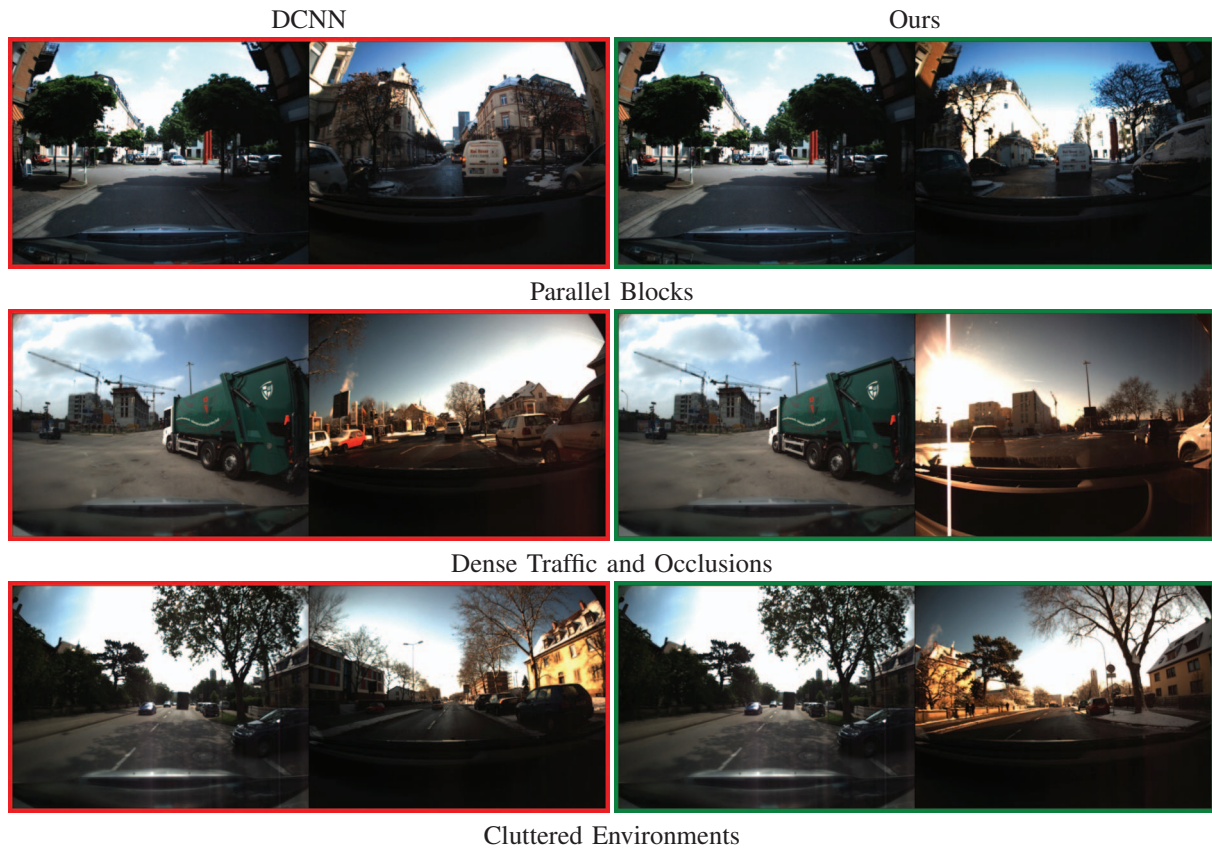 DCNN
Ours
Parallel Blocks
Dense Traffic and Occlusions
Cluttered Environments